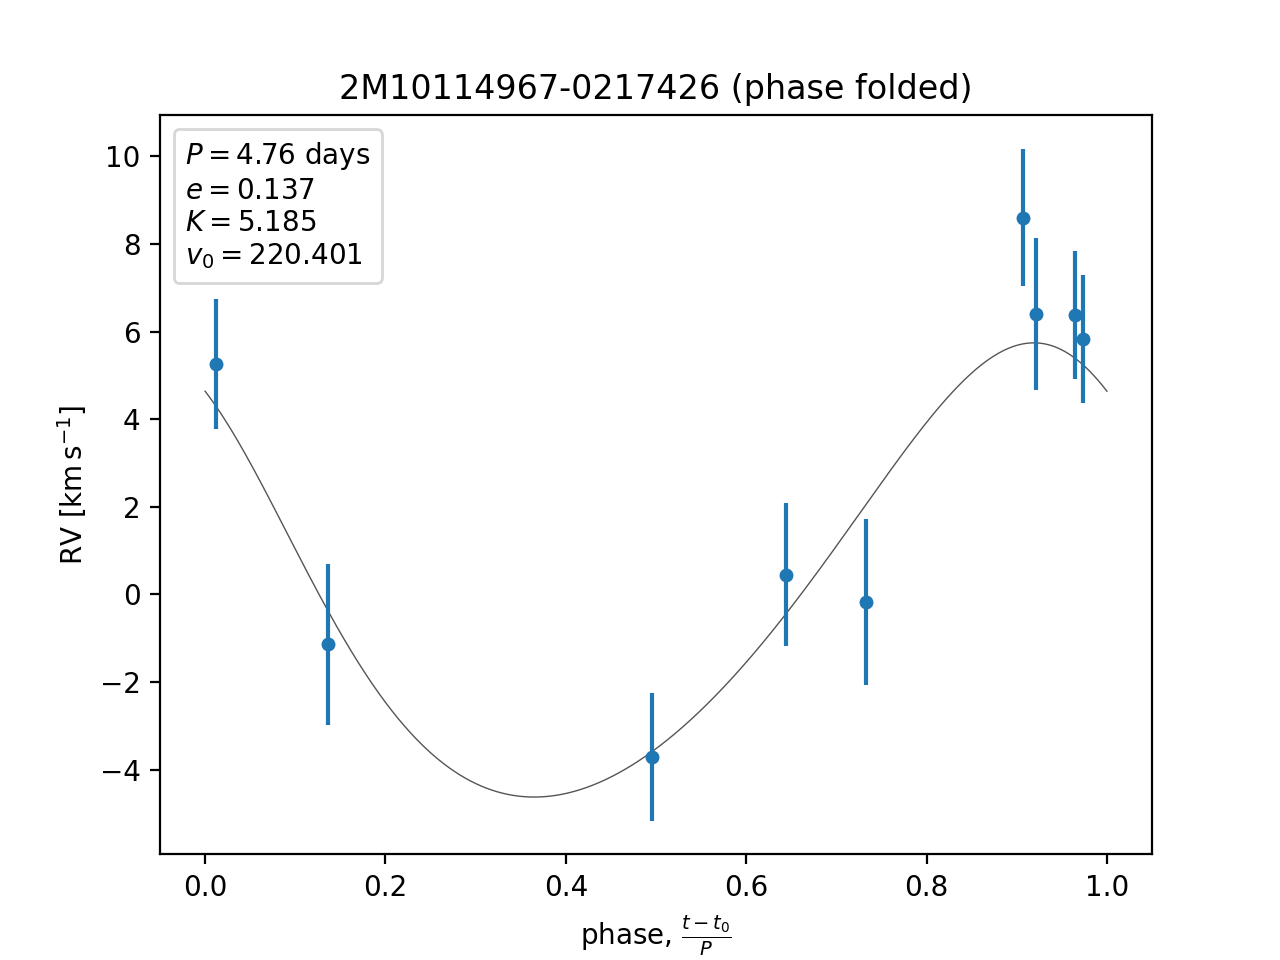 2M10114967-0217426 (phase folded)
P = 4.76 days
e = 0.137
K = 5.185
v₀ = 220.401
RV [km s⁻¹]
10
8
6
4
2
0
−2
−4
0.0 0.2 0.4 0.6 0.8 1.0
phase, (t − t₀)/P